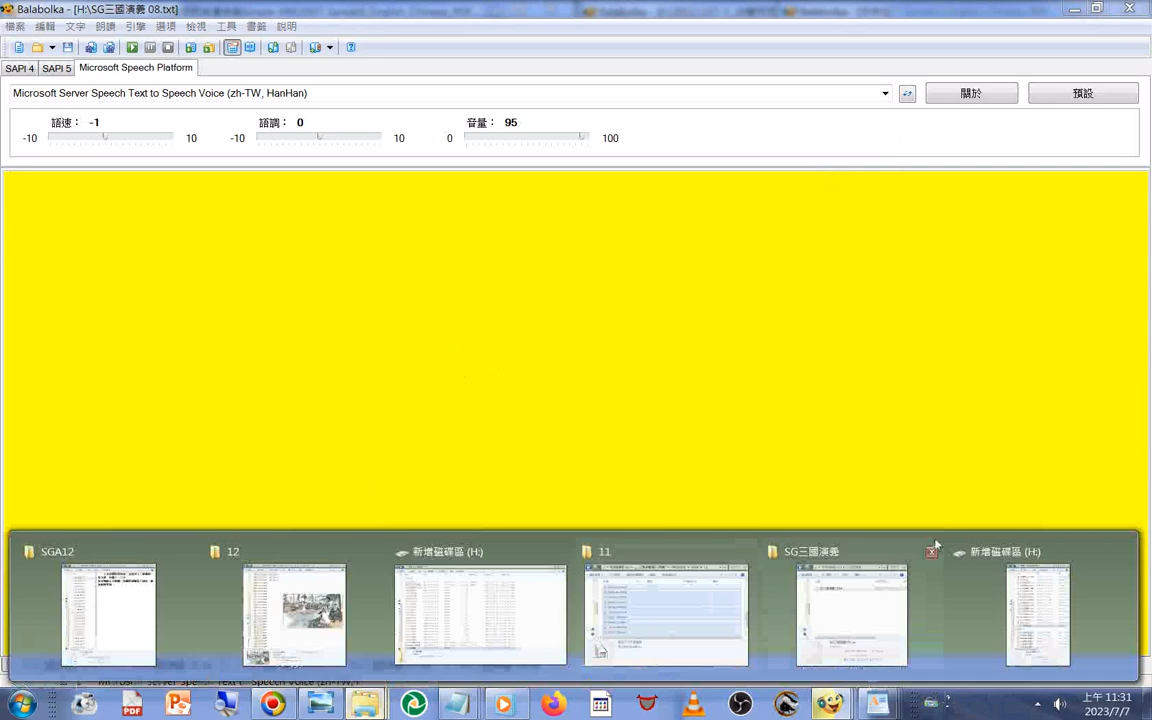 Balabolka - [H:\SG三國演義 08.txt]
檔案 編輯 文字 朗讀 引擎 選項 檢視 工具 書籤 說明
SAPI 4 SAPI 5 Microsoft Speech Platform
Microsoft Server Speech Text to Speech Voice (zh-TW, HanHan)
關於 預設
語速： -1 語調： 0 音量： 95
-10 10 -10 10 0 100
SGA12 12 新增磁碟區 (H:) 11 SG三國演義 新增磁碟區 (H:)
上午 11:31
2023/7/7